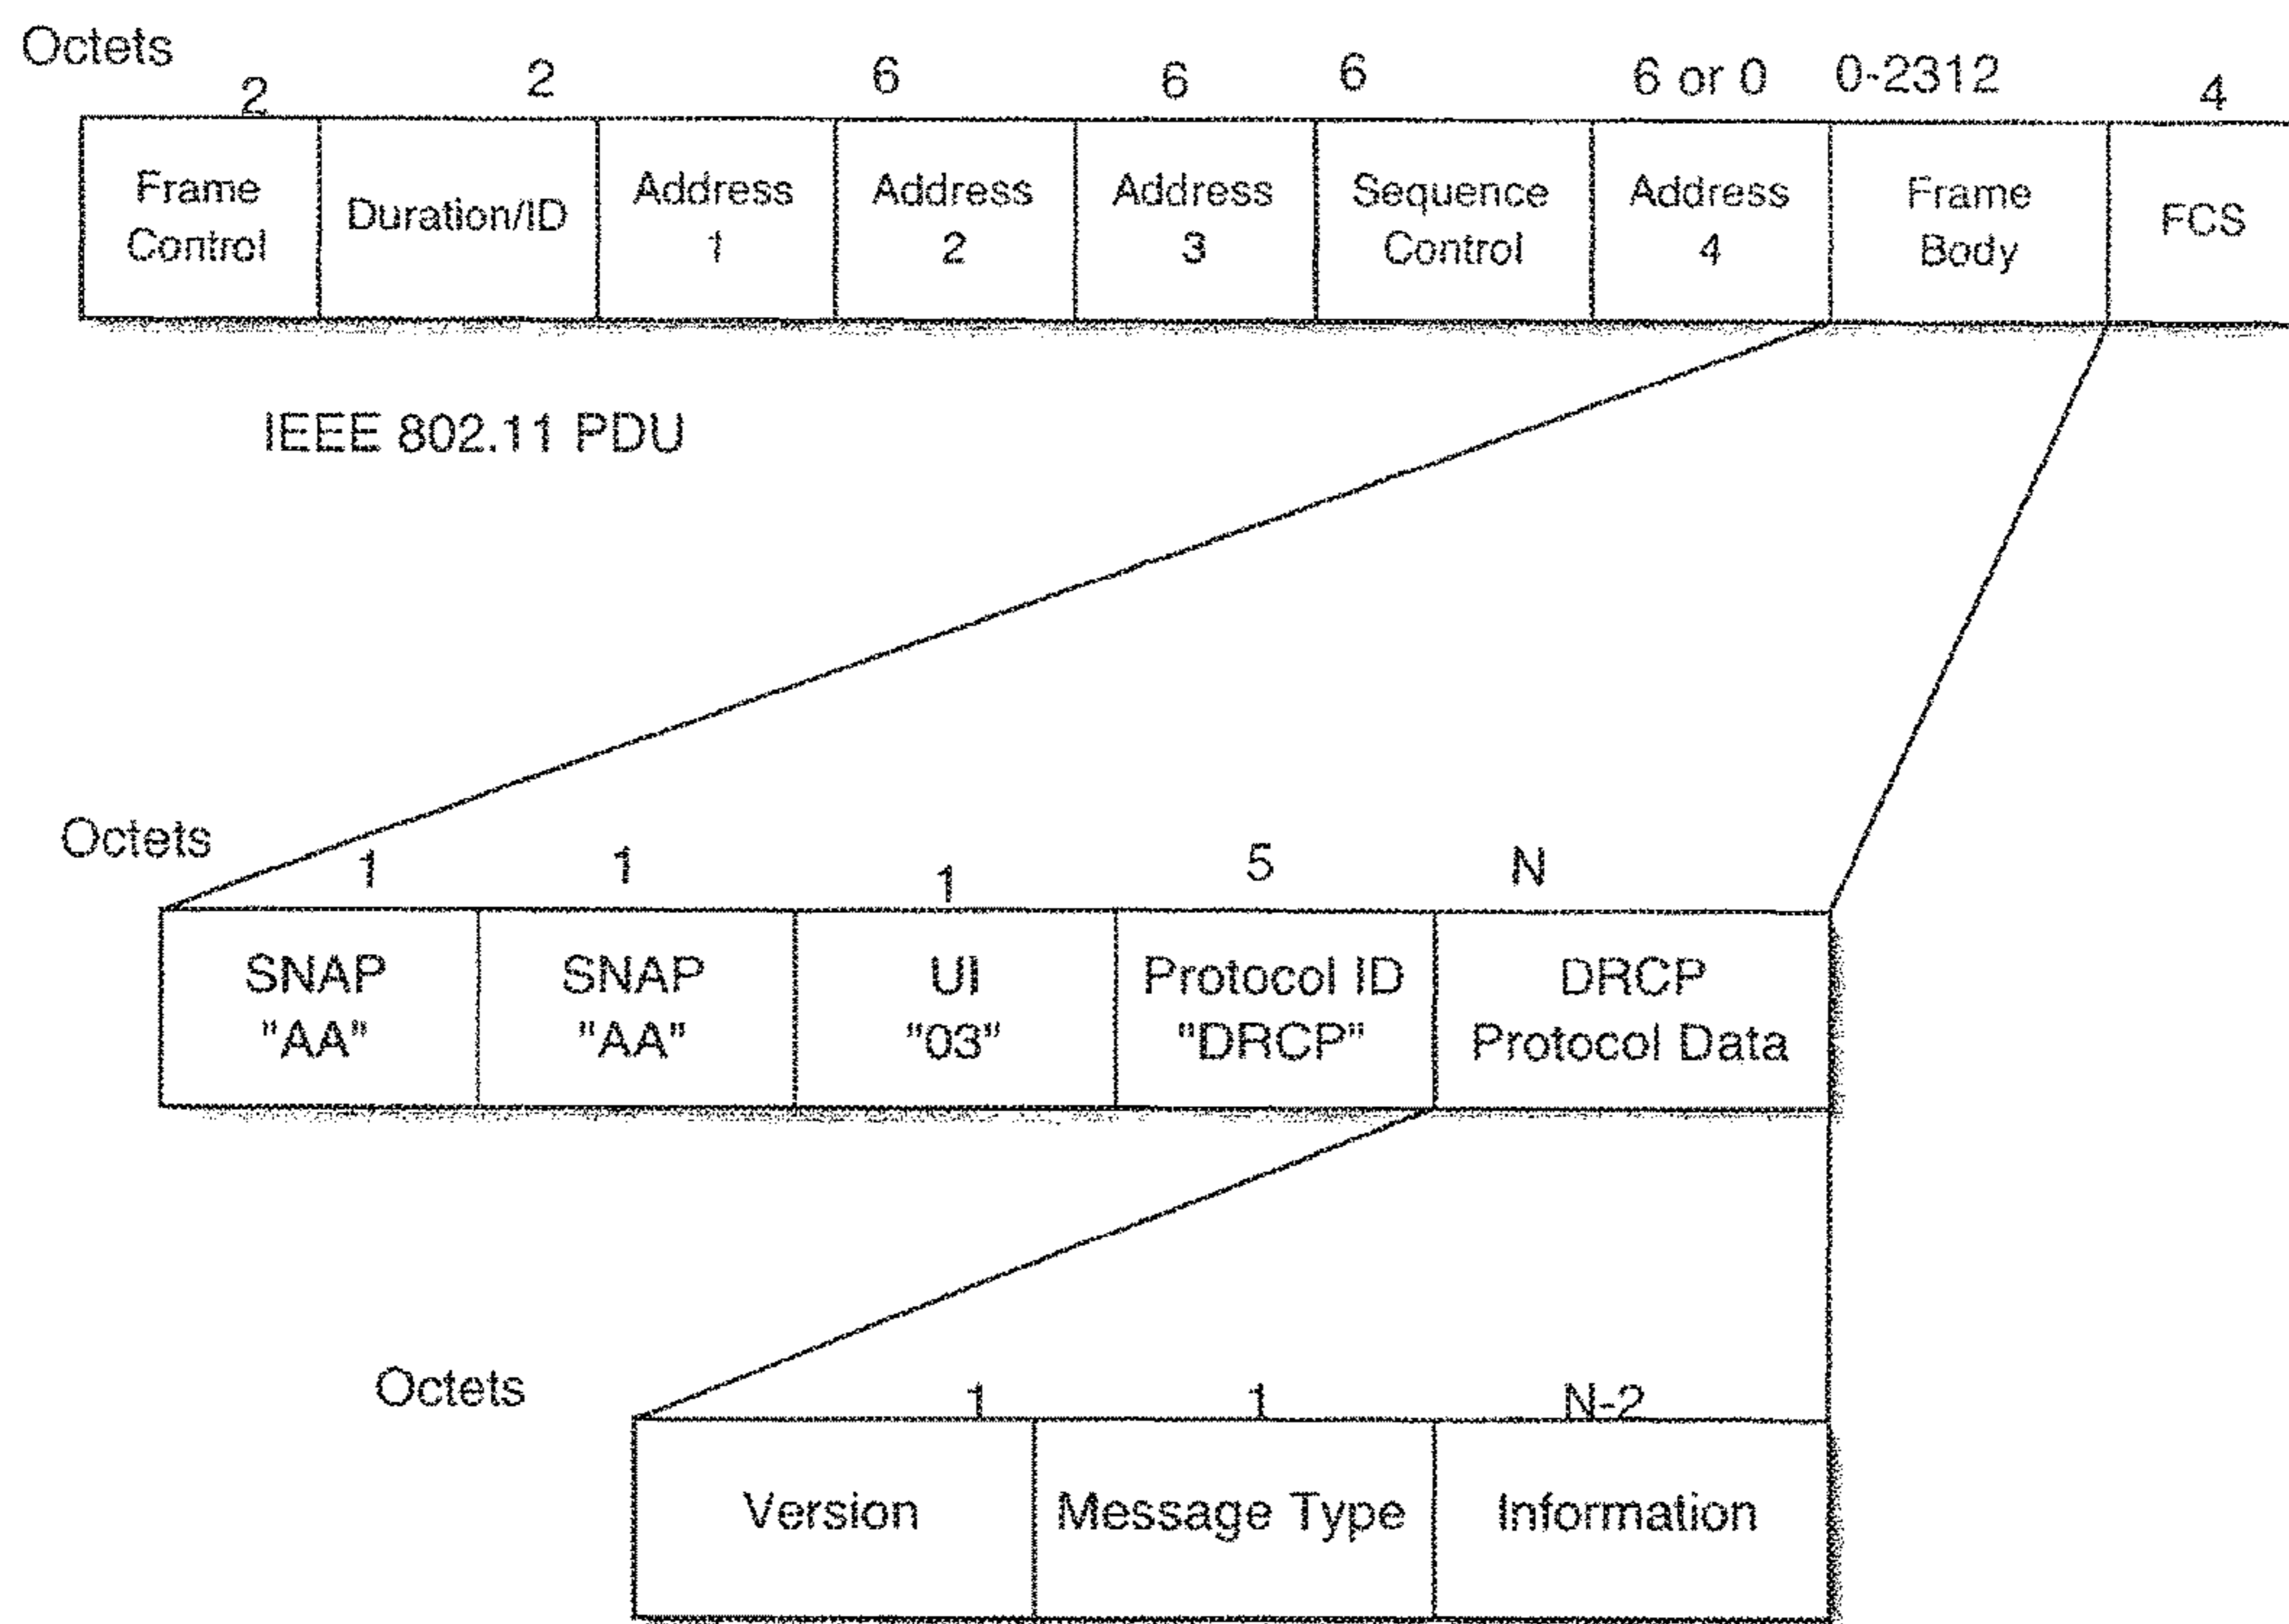 Octets
2 2 6 6 6 6 or 0 0-2312 4
Frame Control
Duration/ID
Address 1
Address 2
Address 3
Sequence Control
Address 4
Frame Body
FCS
IEEE 802.11 PDU
Octets
1 1 1 5 N
SNAP "AA"
SNAP "AA"
UI "03"
Protocol ID "DRCP"
DRCP Protocol Data
Octets
1 1 N-2
Version
Message Type
Information